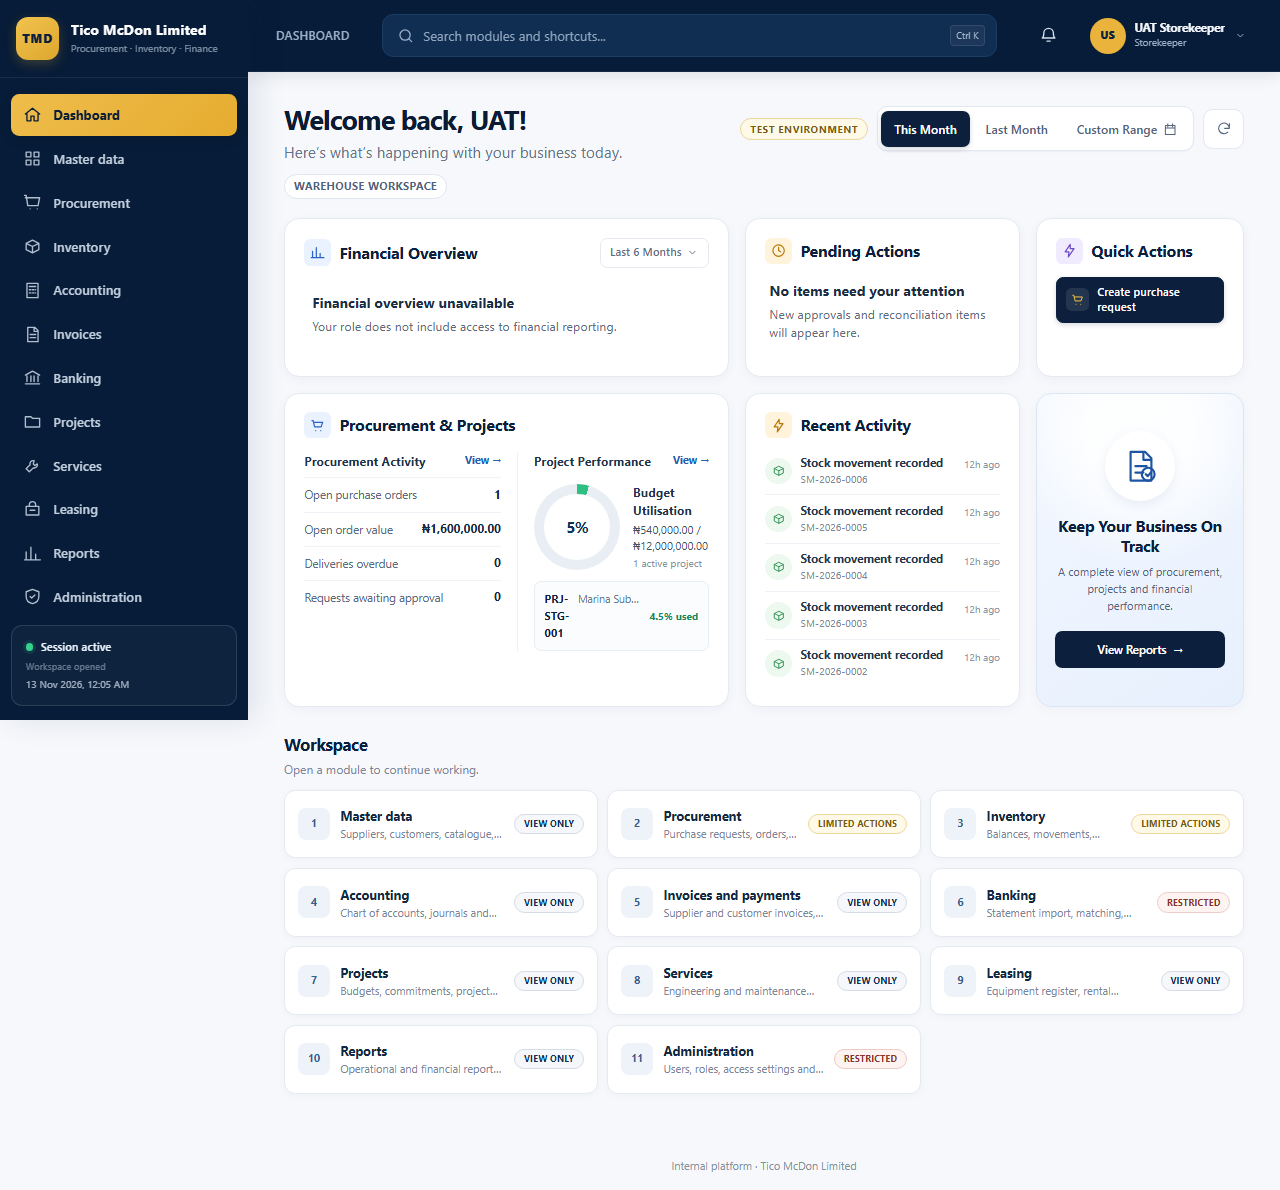 TMD
Tico McDon Limited
Procurement · Inventory · Finance
DASHBOARD
Search modules and shortcuts...
Ctrl K
US
UAT Storekeeper
Storekeeper
Dashboard
Master data
Procurement
Inventory
Accounting
Invoices
Banking
Projects
Services
Leasing
Reports
Administration
Session active
Workspace opened
13 Nov 2026, 12:05 AM
Welcome back, UAT!
Here's what's happening with your business today.
WAREHOUSE WORKSPACE
TEST ENVIRONMENT
This Month
Last Month
Custom Range
Financial Overview
Last 6 Months
Financial overview unavailable
Your role does not include access to financial reporting.
Pending Actions
No items need your attention
New approvals and reconciliation items
will appear here.
Quick Actions
Create purchase
request
Procurement & Projects
Procurement Activity
View →
Open purchase orders
1
Open order value
₦1,600,000.00
Deliveries overdue
0
Requests awaiting approval
0
Project Performance
View →
5%
Budget
Utilisation
₦540,000.00 /
₦12,000,000.00
1 active project
PRJ-
STG-
001
Marina Sub...
4.5% used
Recent Activity
Stock movement recorded
12h ago
SM-2026-0006
Stock movement recorded
12h ago
SM-2026-0005
Stock movement recorded
12h ago
SM-2026-0004
Stock movement recorded
12h ago
SM-2026-0003
Stock movement recorded
12h ago
SM-2026-0002
Keep Your Business On
Track
A complete view of procurement,
projects and financial
performance.
View Reports →
Workspace
Open a module to continue working.
1
Master data
Suppliers, customers, catalogue,...
VIEW ONLY
2
Procurement
Purchase requests, orders,...
LIMITED ACTIONS
3
Inventory
Balances, movements,...
LIMITED ACTIONS
4
Accounting
Chart of accounts, journals and...
VIEW ONLY
5
Invoices and payments
Supplier and customer invoices,...
VIEW ONLY
6
Banking
Statement import, matching,...
RESTRICTED
7
Projects
Budgets, commitments, project...
VIEW ONLY
8
Services
Engineering and maintenance...
VIEW ONLY
9
Leasing
Equipment register, rental...
VIEW ONLY
10
Reports
Operational and financial report...
VIEW ONLY
11
Administration
Users, roles, access settings and...
RESTRICTED
Internal platform · Tico McDon Limited